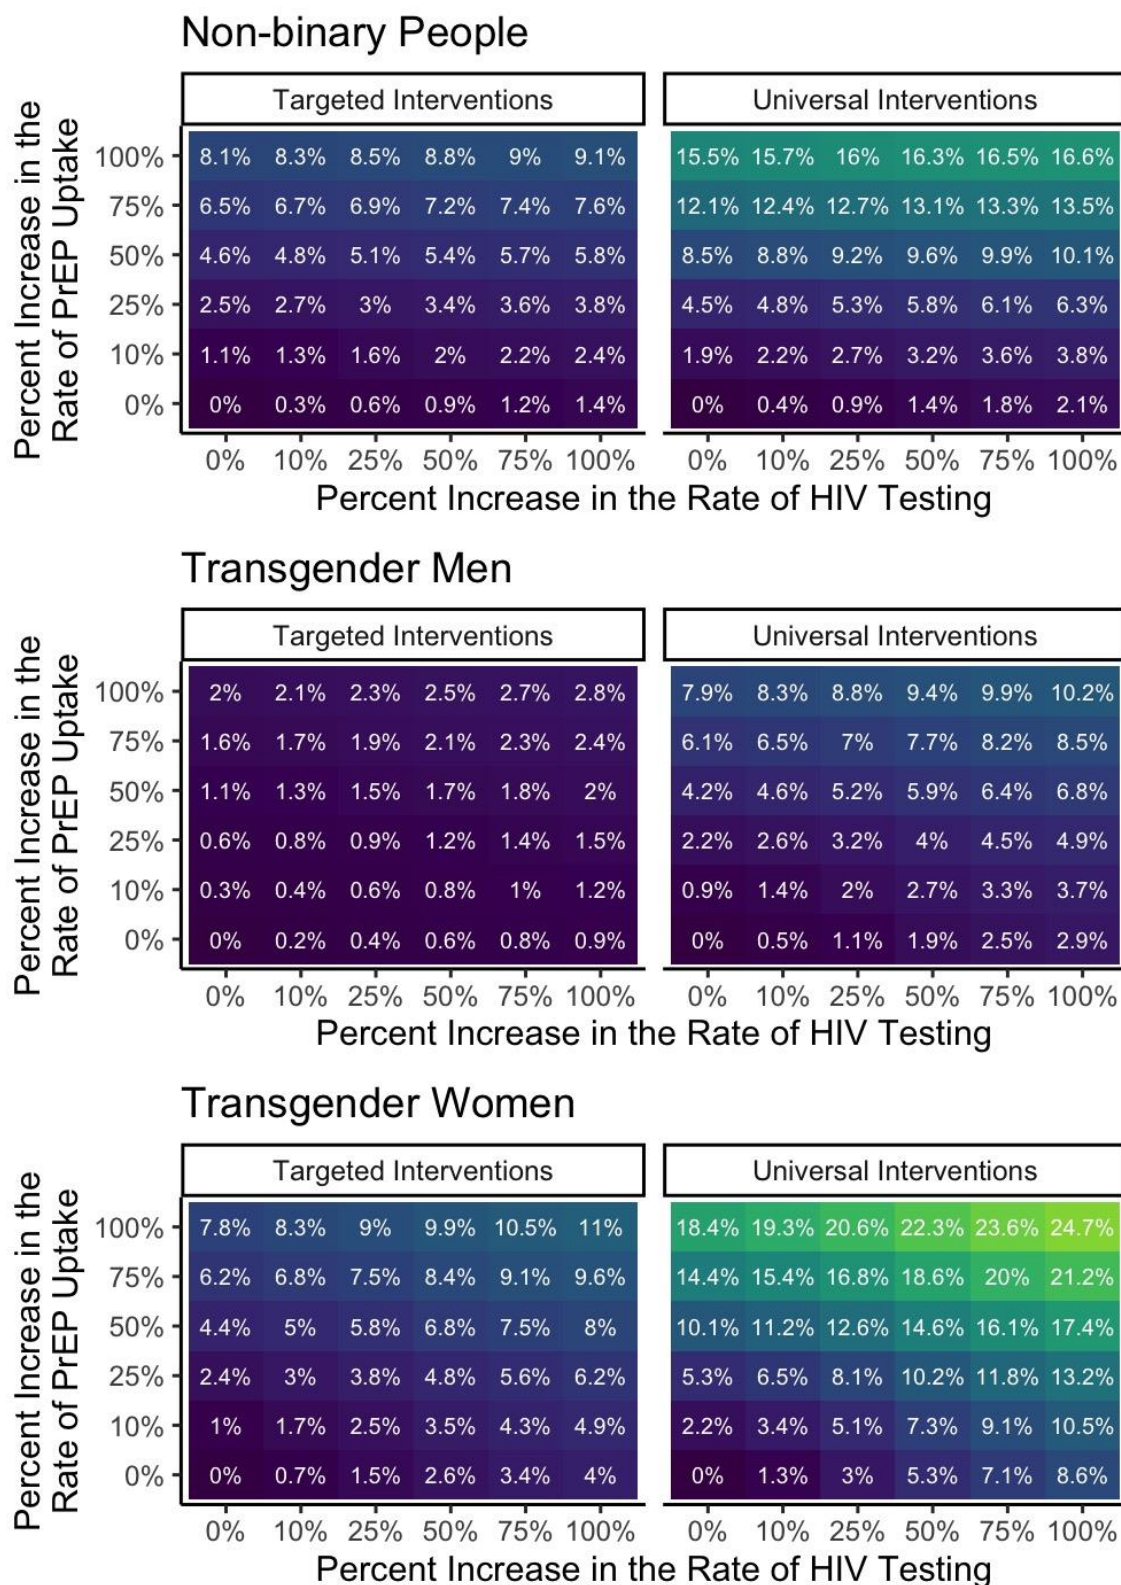 Non-binary People
Targeted Interventions Universal Interventions
Percent Increase in the
Rate of PrEP Uptake
100% 8.1% 8.3% 8.5% 8.8% 9% 9.1% 15.5% 15.7% 16% 16.3% 16.5% 16.6%
75% 6.5% 6.7% 6.9% 7.2% 7.4% 7.6% 12.1% 12.4% 12.7% 13.1% 13.3% 13.5%
50% 4.6% 4.8% 5.1% 5.4% 5.7% 5.8% 8.5% 8.8% 9.2% 9.6% 9.9% 10.1%
25% 2.5% 2.7% 3% 3.4% 3.6% 3.8% 4.5% 4.8% 5.3% 5.8% 6.1% 6.3%
10% 1.1% 1.3% 1.6% 2% 2.2% 2.4% 1.9% 2.2% 2.7% 3.2% 3.6% 3.8%
0% 0% 0.3% 0.6% 0.9% 1.2% 1.4% 0% 0.4% 0.9% 1.4% 1.8% 2.1%
0% 10% 25% 50% 75% 100% 0% 10% 25% 50% 75% 100%
Percent Increase in the Rate of HIV Testing
Transgender Men
Targeted Interventions Universal Interventions
Percent Increase in the
Rate of PrEP Uptake
100% 2% 2.1% 2.3% 2.5% 2.7% 2.8% 7.9% 8.3% 8.8% 9.4% 9.9% 10.2%
75% 1.6% 1.7% 1.9% 2.1% 2.3% 2.4% 6.1% 6.5% 7% 7.7% 8.2% 8.5%
50% 1.1% 1.3% 1.5% 1.7% 1.8% 2% 4.2% 4.6% 5.2% 5.9% 6.4% 6.8%
25% 0.6% 0.8% 0.9% 1.2% 1.4% 1.5% 2.2% 2.6% 3.2% 4% 4.5% 4.9%
10% 0.3% 0.4% 0.6% 0.8% 1% 1.2% 0.9% 1.4% 2% 2.7% 3.3% 3.7%
0% 0% 0.2% 0.4% 0.6% 0.8% 0.9% 0% 0.5% 1.1% 1.9% 2.5% 2.9%
0% 10% 25% 50% 75% 100% 0% 10% 25% 50% 75% 100%
Percent Increase in the Rate of HIV Testing
Transgender Women
Targeted Interventions Universal Interventions
Percent Increase in the
Rate of PrEP Uptake
100% 7.8% 8.3% 9% 9.9% 10.5% 11% 18.4% 19.3% 20.6% 22.3% 23.6% 24.7%
75% 6.2% 6.8% 7.5% 8.4% 9.1% 9.6% 14.4% 15.4% 16.8% 18.6% 20% 21.2%
50% 4.4% 5% 5.8% 6.8% 7.5% 8% 10.1% 11.2% 12.6% 14.6% 16.1% 17.4%
25% 2.4% 3% 3.8% 4.8% 5.6% 6.2% 5.3% 6.5% 8.1% 10.2% 11.8% 13.2%
10% 1% 1.7% 2.5% 3.5% 4.3% 4.9% 2.2% 3.4% 5.1% 7.3% 9.1% 10.5%
0% 0% 0.7% 1.5% 2.6% 3.4% 4% 0% 1.3% 3% 5.3% 7.1% 8.6%
0% 10% 25% 50% 75% 100% 0% 10% 25% 50% 75% 100%
Percent Increase in the Rate of HIV Testing